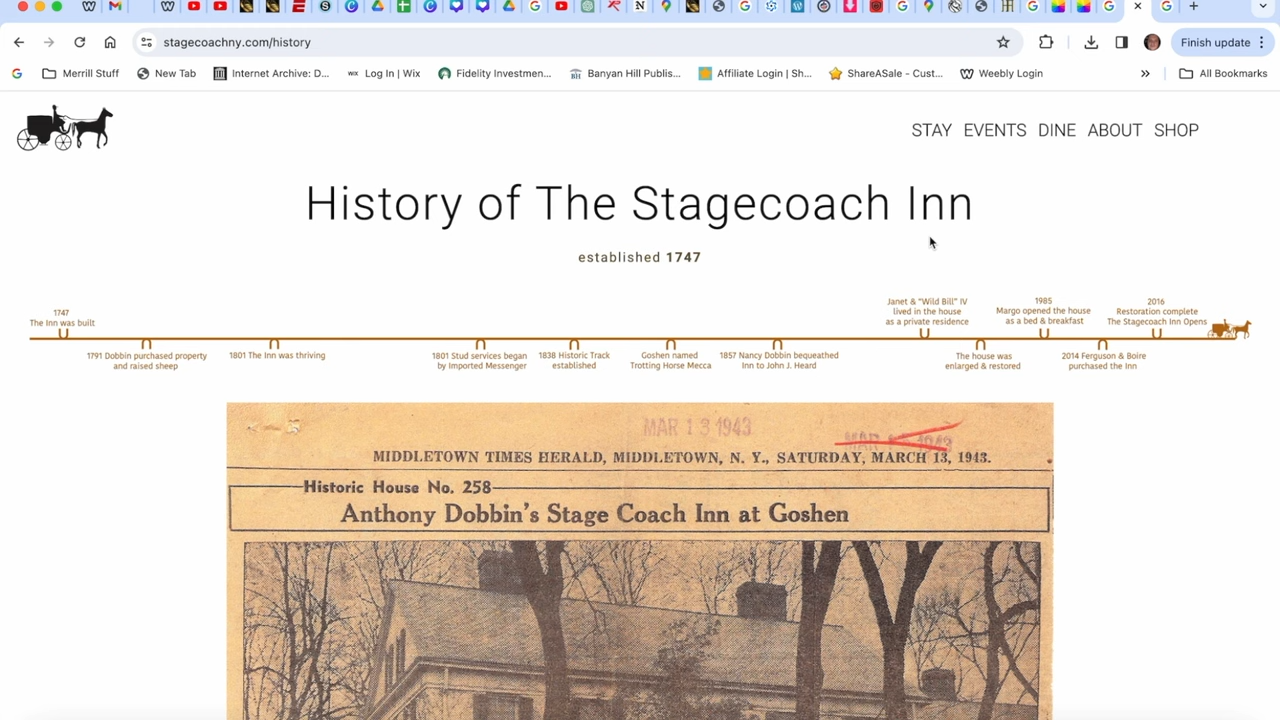 stagecoachny.com/history
Finish update
Merrill Stuff
New Tab
Internet Archive: D...
WIX Log In | Wix
Fidelity Investmen...
BH Banyan Hill Publis...
Affiliate Login | Sh...
ShareASale - Cust...
Weebly Login
»
All Bookmarks
STAY EVENTS DINE ABOUT SHOP
History of The Stagecoach Inn
established 1747
1747
The Inn was built
1791 Dobbin purchased property
and raised sheep
1801 The Inn was thriving
1801 Stud services began
by Imported Messenger
1838 Historic Track
established
Goshen named
Trotting Horse Mecca
1857 Nancy Dobbin bequeathed
Inn to John J. Heard
Janet & "Wild Bill" IV
lived in the house
as a private residence
The house was
enlarged & restored
1985
Margo opened the house
as a bed & breakfast
2014 Ferguson & Boire
purchased the Inn
2016
Restoration complete
The Stagecoach Inn Opens
MAR 13 1943
MIDDLETOWN TIMES HERALD, MIDDLETOWN, N. Y., SATURDAY, MARCH 13, 1943.
Historic House No. 258
Anthony Dobbin's Stage Coach Inn at Goshen